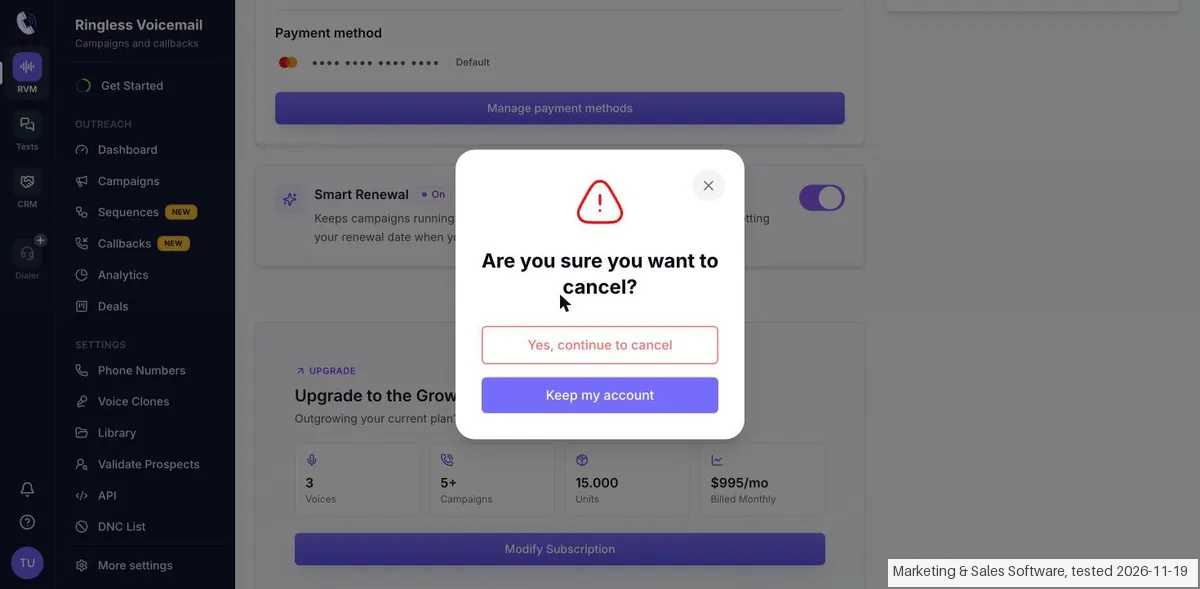 Ringless Voicemail
Campaigns and callbacks
RVM
Texts
CRM
Dialer
TU
Get Started
OUTREACH
Dashboard
Campaigns
Sequences NEW
Callbacks NEW
Analytics
Deals
SETTINGS
Phone Numbers
Voice Clones
Library
Validate Prospects
API
DNC List
More settings
Payment method
•••• •••• •••• •••• Default
Manage payment methods
Smart Renewal • On
Keeps campaigns running
your renewal date when
Are you sure you want to
cancel?
Yes, continue to cancel
Keep my account
UPGRADE
Upgrade to the
Outgrowing your current plan?
3
Voices
5+
Campaigns
15.000
Units
$995/mo
Billed Monthly
Modify Subscription
Marketing & Sales Software, tested 2026-11-19